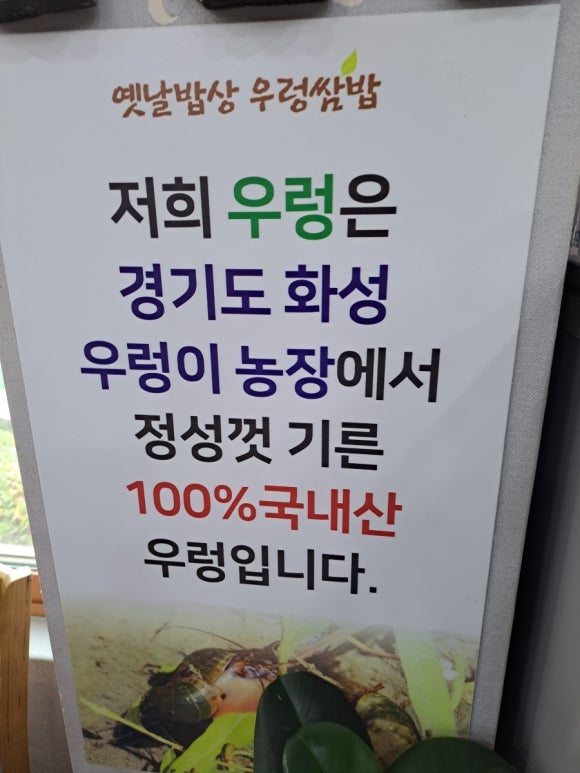 옛날밥상 우렁쌈밥
저희 우렁은
경기도 화성
우렁이 농장에서
정성껏 기른
100%국내산
우렁입니다.